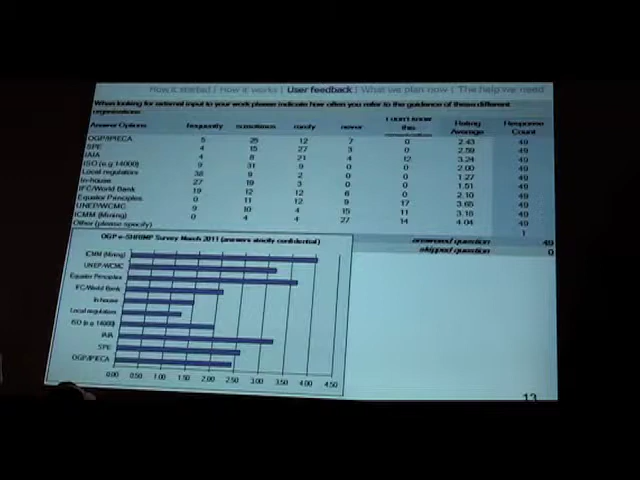 How it started | How it works | User feedback | What we plan now | The help we need
When looking for external input to your work please indicate how often you refer to the guidance of these different
organisations:
Answer Options frequently sometimes rarely never I don't know this Rating Average Response Count
OGP/IPIECA 5 25 12 7 0 2.43 49
SPE 4 15 27 3 0 2.59 49
IAIA 4 8 21 4 12 3.24 49
ISO (e.g 14000) 9 31 9 0 0 2.00 49
Local regulators 38 9 2 0 0 1.27 49
In-house 27 19 3 0 0 1.51 49
IFC/World Bank 19 12 12 6 0 2.10 49
Equator Principles 0 11 12 9 17 3.65 49
UNEP/WCMC 9 10 4 15 11 3.18 49
ICMM (Mining) 0 4 4 27 14 4.04 49
Other (please specify) 1
answered question 49
skipped question 0
OGP e-SHRIMP Survey March 2011 (answers strictly confidential)
ICMM (Mining)
UNEP-WCMC
Equator Principles
IFC/World Bank
In-house
Local regulators
ISO (e.g 14000)
IAIA
SPE
OGP/IPIECA
0.00 0.50 1.00 1.50 2.00 2.50 3.00 3.50 4.00 4.50
13